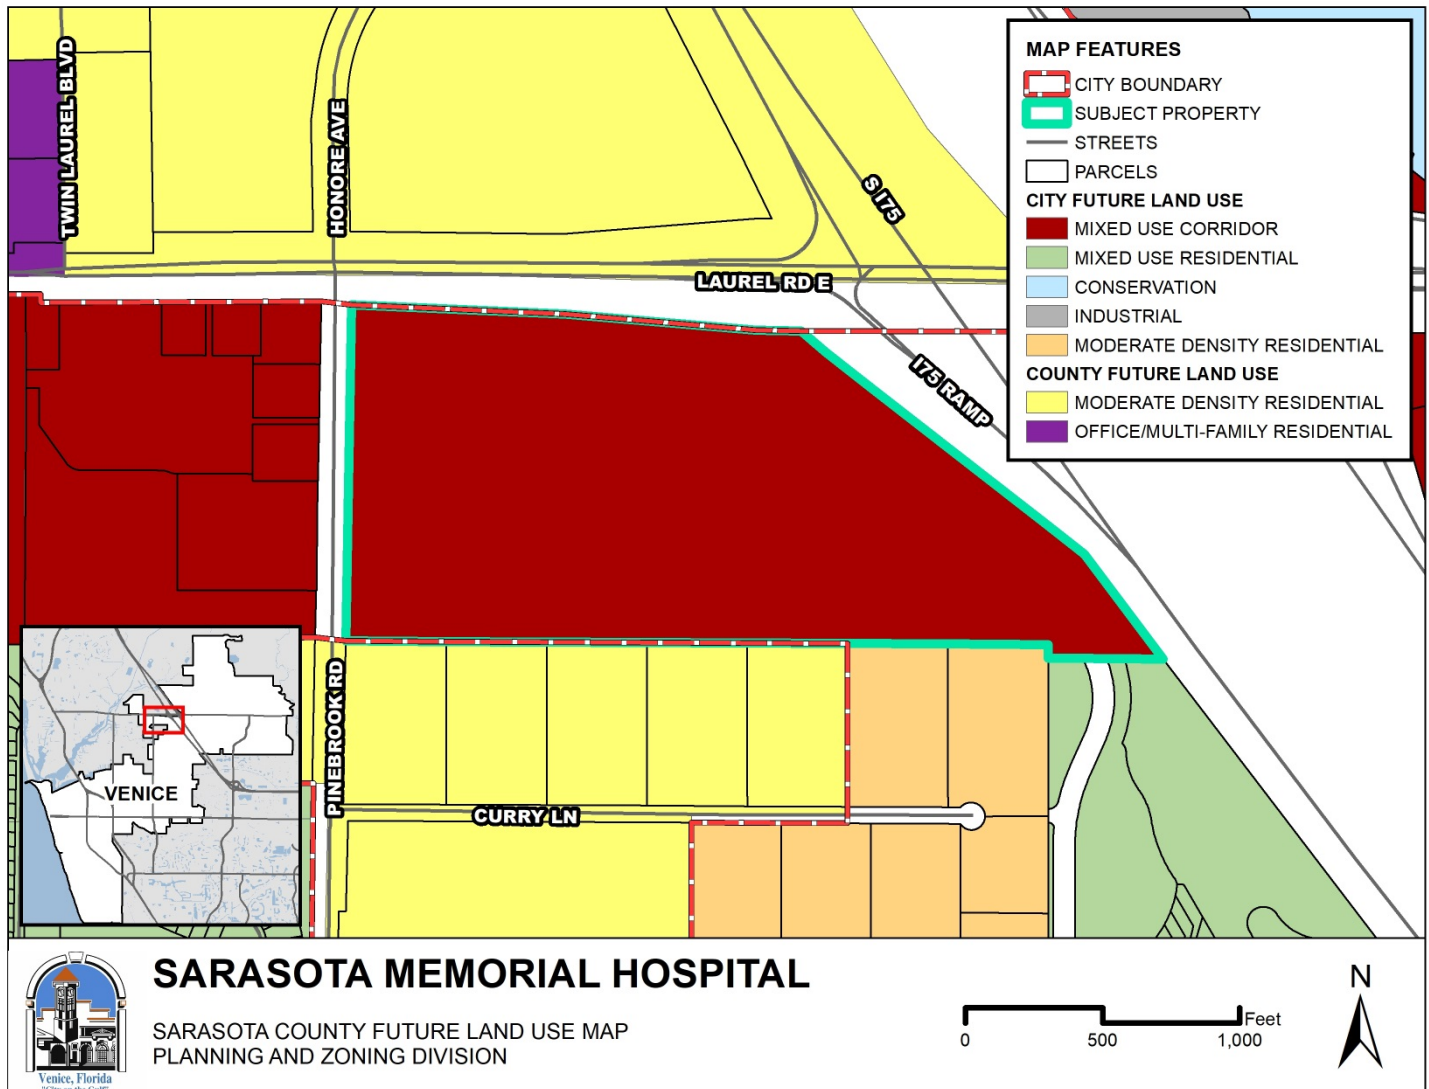 TWIN LAUREL BLVD
HONORE AVE
S I75
LAUREL RD E
I75 RAMP
PINEBROOK RD
CURRY LN
MAP FEATURES
CITY BOUNDARY
SUBJECT PROPERTY
STREETS
PARCELS
CITY FUTURE LAND USE
MIXED USE CORRIDOR
MIXED USE RESIDENTIAL
CONSERVATION
INDUSTRIAL
MODERATE DENSITY RESIDENTIAL
COUNTY FUTURE LAND USE
MODERATE DENSITY RESIDENTIAL
OFFICE/MULTI-FAMILY RESIDENTIAL
VENICE
SARASOTA MEMORIAL HOSPITAL
SARASOTA COUNTY FUTURE LAND USE MAP
PLANNING AND ZONING DIVISION
Venice, Florida
0 500 1,000 Feet
N